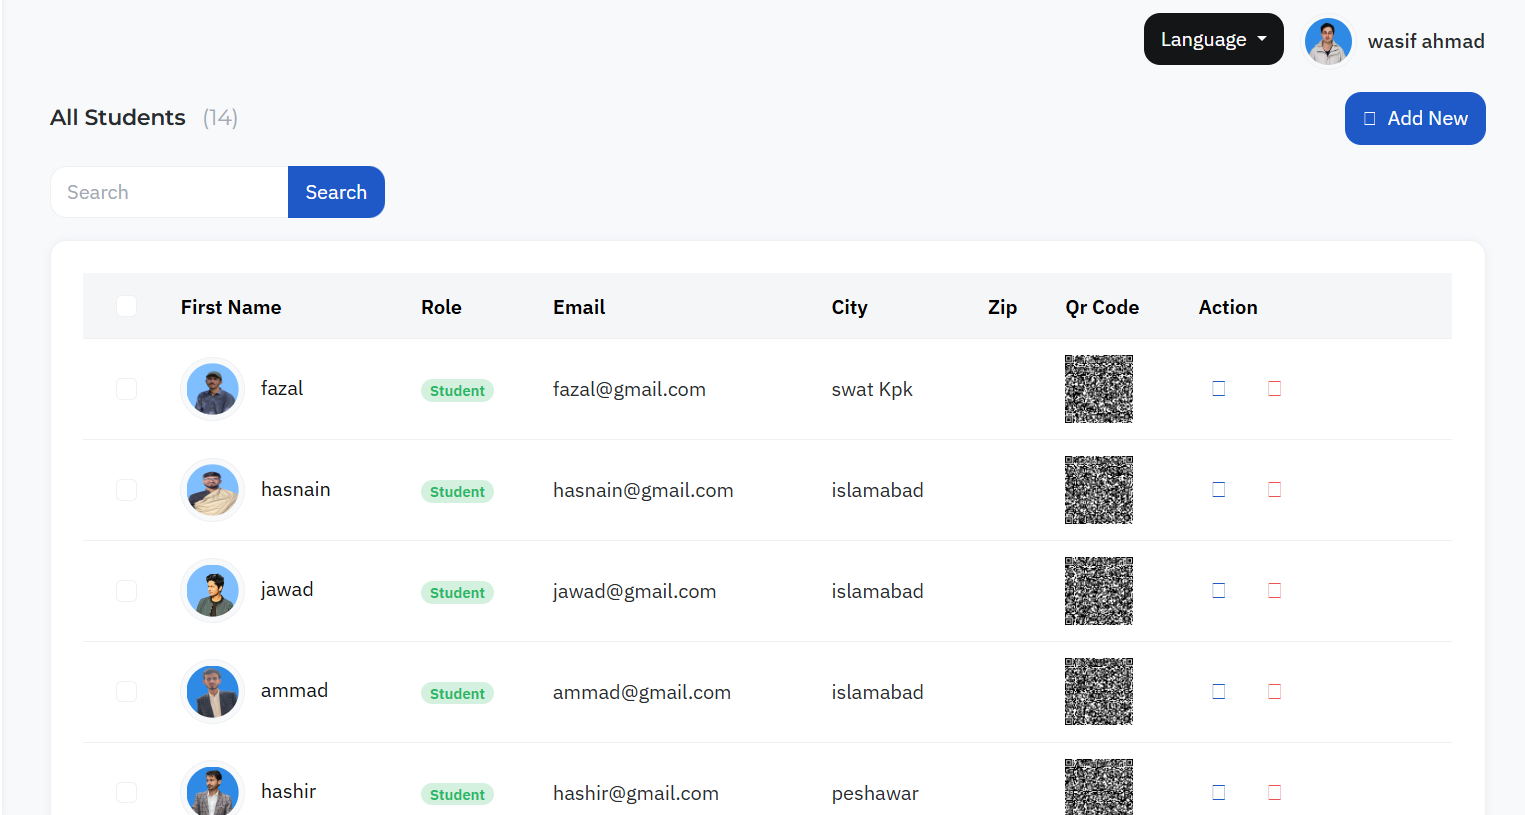 Language
wasif ahmad
All Students (14)
Add New
Search
Search
First Name Role Email City Zip Qr Code Action
fazal Student fazal@gmail.com swat Kpk
hasnain Student hasnain@gmail.com islamabad
jawad Student jawad@gmail.com islamabad
ammad Student ammad@gmail.com islamabad
hashir Student hashir@gmail.com peshawar